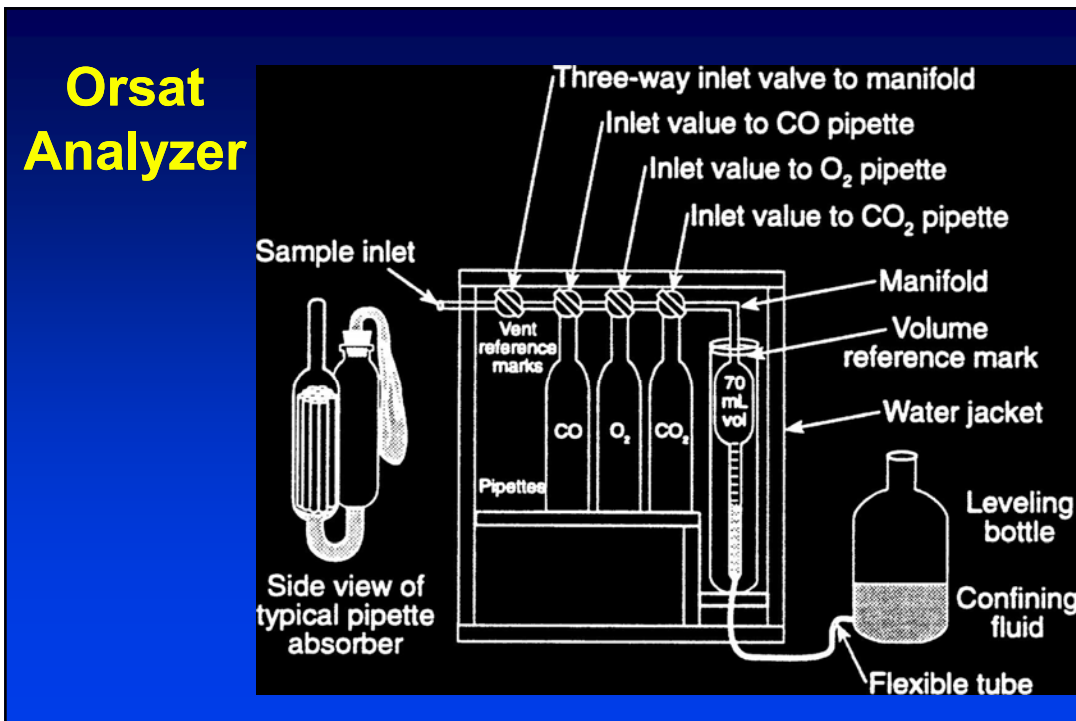 Orsat
Analyzer
Three-way inlet valve to manifold
Inlet value to CO pipette
Inlet value to O₂ pipette
Inlet value to CO₂ pipette
Sample inlet
Manifold
Vent
reference
marks
Volume
reference mark
70
mL
vol
Water jacket
CO
O₂
CO₂
Pipettes
Leveling
bottle
Side view of
typical pipette
absorber
Confining
fluid
Flexible tube